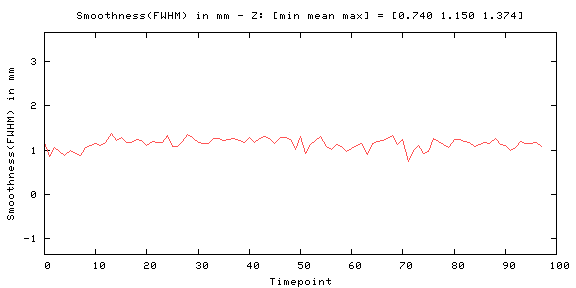 Smoothness(FWHM) in mm - Z: [min mean max] = [0.740 1.150 1.374]
Smoothness(FWHM) in mm
3
2
1
0
-1
0 10 20 30 40 50 60 70 80 90 100
Timepoint